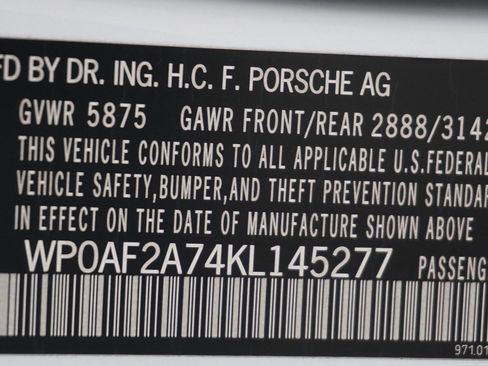 FD BY DR. ING. H.C. F. PORSCHE AG
GVWR 5875 GAWR FRONT/REAR 2888/3142
THIS VEHICLE CONFORMS TO ALL APPLICABLE U.S.FEDERAL
VEHICLE SAFETY,BUMPER,AND THEFT PREVENTION STANDAR
IN EFFECT ON THE DATE OF MANUFACTURE SHOWN ABOVE
WP0AF2A74KL145277 PASSENG
971.01